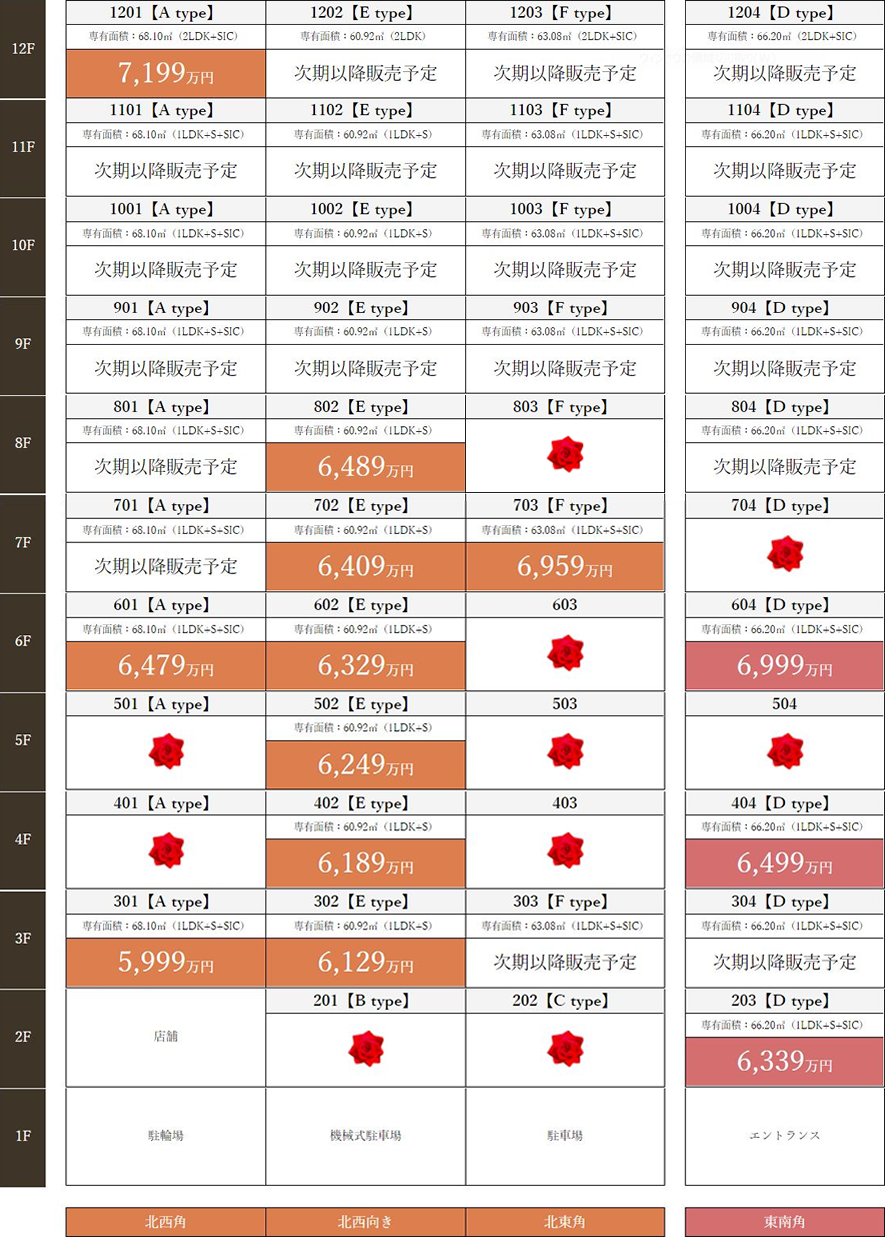 12F
1201【A type】 1202【E type】 1203【F type】 1204【D type】
専有面積：68.10㎡（2LDK+SIC） 専有面積：60.92㎡（2LDK） 専有面積：63.08㎡（2LDK+SIC） 専有面積：66.20㎡（2LDK+SIC）
7,199万円 次期以降販売予定 次期以降販売予定 次期以降販売予定
11F
1101【A type】 1102【E type】 1103【F type】 1104【D type】
専有面積：68.10㎡（1LDK+S+SIC） 専有面積：60.92㎡（1LDK+S） 専有面積：63.08㎡（1LDK+S+SIC） 専有面積：66.20㎡（1LDK+S+SIC）
次期以降販売予定 次期以降販売予定 次期以降販売予定 次期以降販売予定
10F
1001【A type】 1002【E type】 1003【F type】 1004【D type】
専有面積：68.10㎡（1LDK+S+SIC） 専有面積：60.92㎡（1LDK+S） 専有面積：63.08㎡（1LDK+S+SIC） 専有面積：66.20㎡（1LDK+S+SIC）
次期以降販売予定 次期以降販売予定 次期以降販売予定 次期以降販売予定
9F
901【A type】 902【E type】 903【F type】 904【D type】
専有面積：68.10㎡（1LDK+S+SIC） 専有面積：60.92㎡（1LDK+S） 専有面積：63.08㎡（1LDK+S+SIC） 専有面積：66.20㎡（1LDK+S+SIC）
次期以降販売予定 次期以降販売予定 次期以降販売予定 次期以降販売予定
8F
801【A type】 802【E type】 803【F type】 804【D type】
専有面積：68.10㎡（1LDK+S+SIC） 専有面積：60.92㎡（1LDK+S） 専有面積：66.20㎡（1LDK+S+SIC）
次期以降販売予定 6,489万円 次期以降販売予定
7F
701【A type】 702【E type】 703【F type】 704【D type】
専有面積：68.10㎡（1LDK+S+SIC） 専有面積：60.92㎡（1LDK+S） 専有面積：63.08㎡（1LDK+S+SIC）
次期以降販売予定 6,409万円 6,959万円
6F
601【A type】 602【E type】 603 604【D type】
専有面積：68.10㎡（1LDK+S+SIC） 専有面積：60.92㎡（1LDK+S） 専有面積：66.20㎡（1LDK+S+SIC）
6,479万円 6,329万円 6,999万円
5F
501【A type】 502【E type】 503 504
専有面積：60.92㎡（1LDK+S）
6,249万円
4F
401【A type】 402【E type】 403 404【D type】
専有面積：60.92㎡（1LDK+S） 専有面積：66.20㎡（1LDK+S+SIC）
6,189万円 6,499万円
3F
301【A type】 302【E type】 303【F type】 304【D type】
専有面積：68.10㎡（1LDK+S+SIC） 専有面積：60.92㎡（1LDK+S） 専有面積：63.08㎡（1LDK+S+SIC） 専有面積：66.20㎡（1LDK+S+SIC）
5,999万円 6,129万円 次期以降販売予定 次期以降販売予定
2F
201【B type】 202【C type】 203【D type】
店舗 専有面積：66.20㎡（1LDK+S+SIC）
6,339万円
1F
駐輪場 機械式駐車場 駐車場 エントランス
北西角 北西向き 北東角 東南角